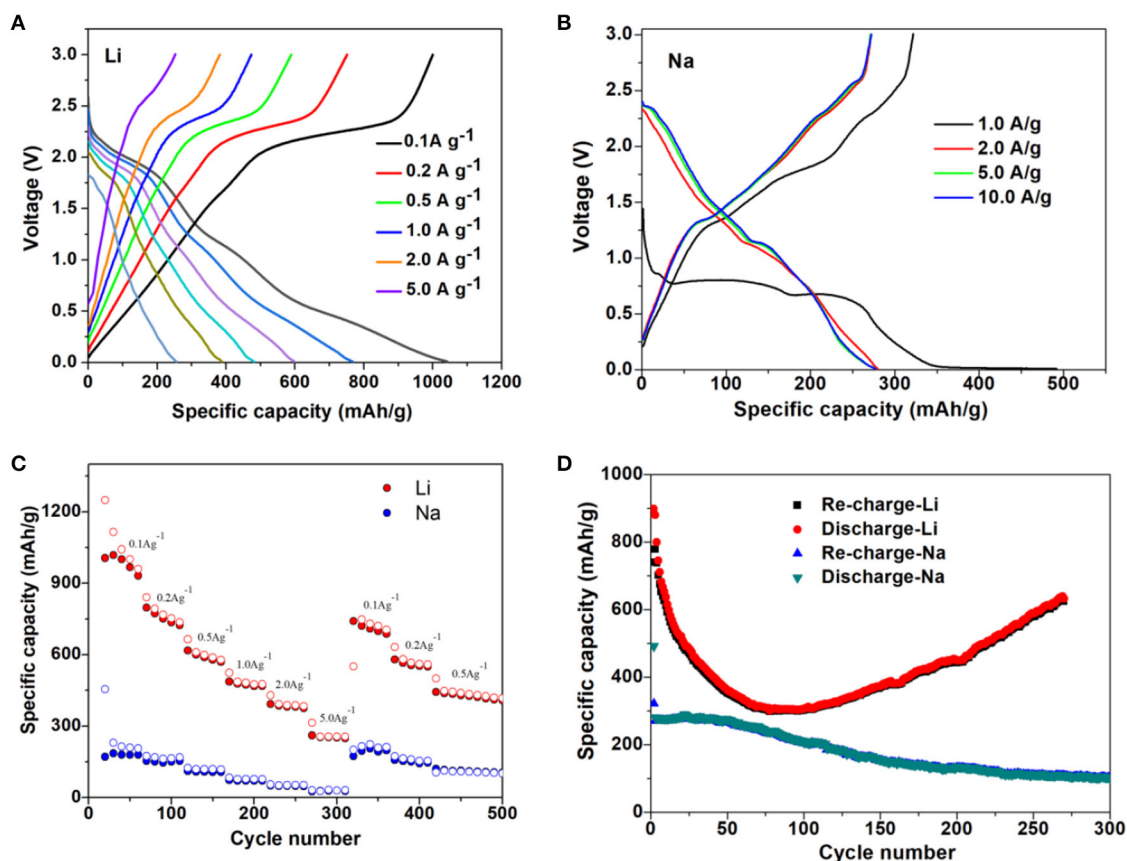 A
Li
3.0
2.5
2.0
1.5
1.0
0.5
0.0
Voltage (V)
0.1A g-1
0.2 A g-1
0.5 A g-1
1.0 A g-1
2.0 A g-1
5.0 A g-1
0 200 400 600 800 1000 1200
Specific capacity (mAh/g)
B
Na
3.0
2.5
2.0
1.5
1.0
0.5
0.0
Voltage (V)
1.0 A/g
2.0 A/g
5.0 A/g
10.0 A/g
0 100 200 300 400 500
Specific capacity (mAh/g)
C
1200
900
600
300
0
Specific capacity (mAh/g)
Li
Na
0.1Ag-1
0.2Ag-1
0.5Ag-1
1.0Ag-1
2.0Ag-1
5.0Ag-1
0.1Ag-1
0.2Ag-1
0.5Ag-1
0 100 200 300 400 500
Cycle number
D
1000
800
600
400
200
0
Specific capacity (mAh/g)
Re-charge-Li
Discharge-Li
Re-charge-Na
Discharge-Na
0 50 100 150 200 250 300
Cycle number